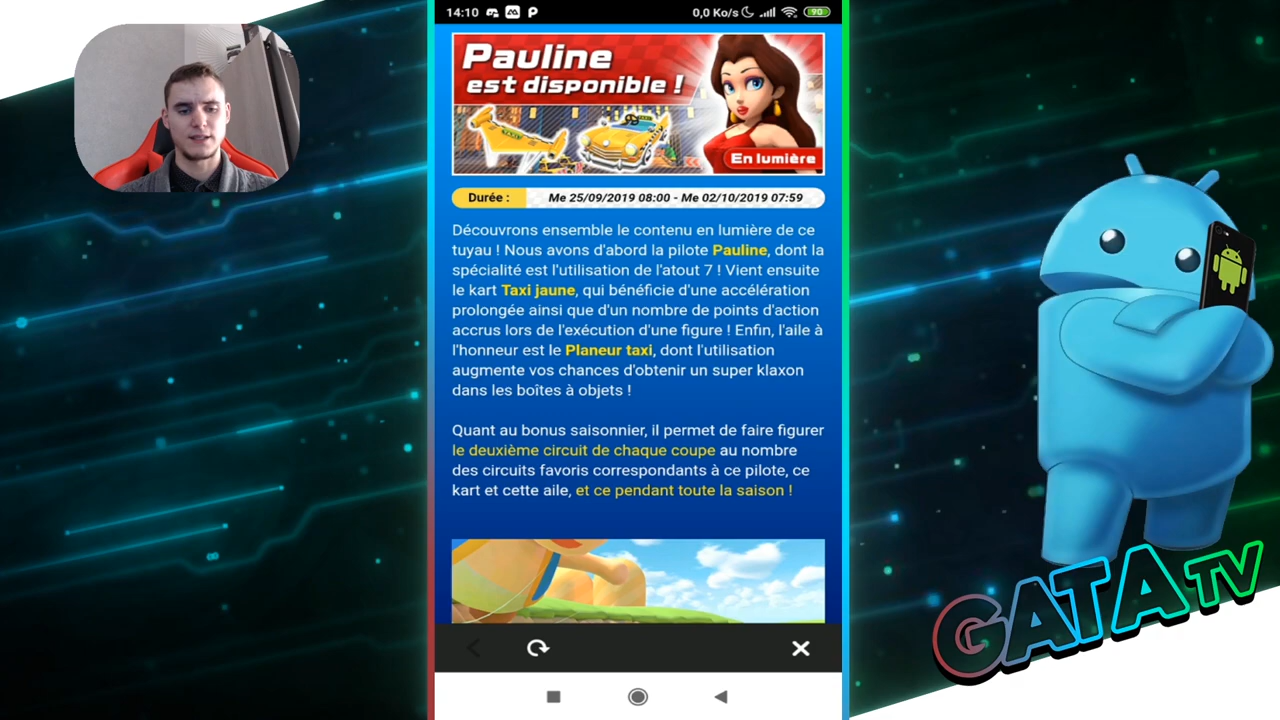 14:10
0,0 Ko/s
90
Pauline
est disponible !
TAXI
En lumière
Durée :
Me 25/09/2019 08:00 - Me 02/10/2019 07:59
Découvrons ensemble le contenu en lumière de ce
tuyau ! Nous avons d'abord la pilote Pauline, dont la
spécialité est l'utilisation de l'atout 7 ! Vient ensuite
le kart Taxi jaune, qui bénéficie d'une accélération
prolongée ainsi que d'un nombre de points d'action
accrus lors de l'exécution d'une figure ! Enfin, l'aile à
l'honneur est le Planeur taxi, dont l'utilisation
augmente vos chances d'obtenir un super klaxon
dans les boîtes à objets !
Quant au bonus saisonnier, il permet de faire figurer
le deuxième circuit de chaque coupe au nombre
des circuits favoris correspondants à ce pilote, ce
kart et cette aile, et ce pendant toute la saison !
GATA TV